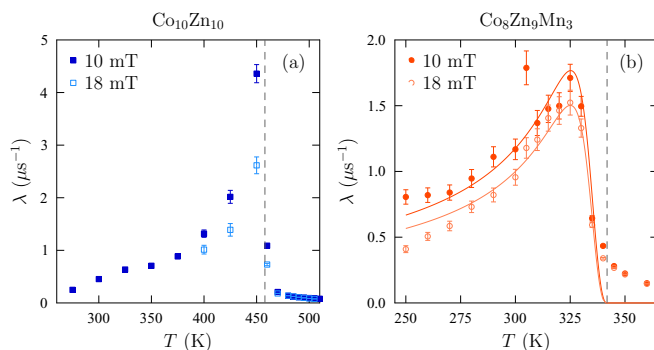 Co₁₀Zn₁₀
5
4
3
2
1
0
λ (μs⁻¹)
10 mT
18 mT
(a)
300 350 400 450 500
T (K)
Co₈Zn₉Mn₃
2.0
1.5
1.0
0.5
0.0
λ (μs⁻¹)
10 mT
18 mT
(b)
250 275 300 325 350
T (K)